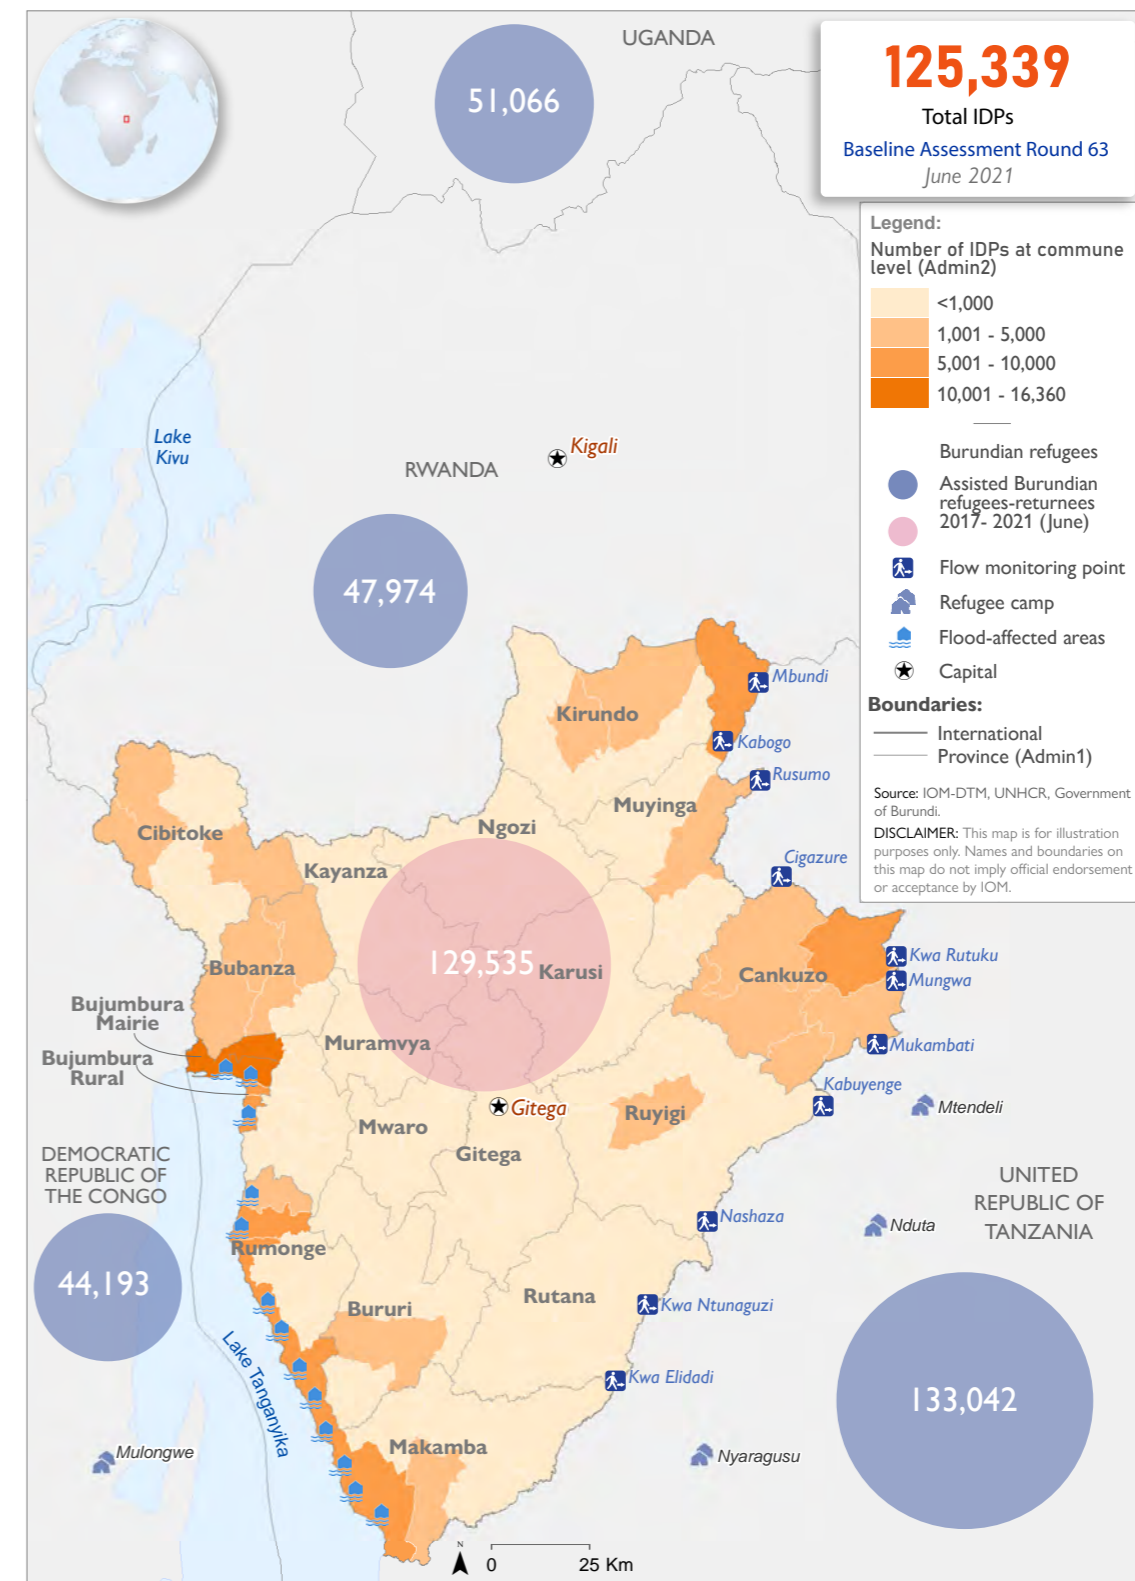 UGANDA
51,066
125,339
Total IDPs
Baseline Assessment Round 63
June 2021
Legend:
Number of IDPs at commune
level (Admin2)
<1,000
1,001 - 5,000
5,001 - 10,000
10,001 - 16,360
Burundian refugees
Assisted Burundian
refugees-returnees
2017- 2021 (June)
Flow monitoring point
Refugee camp
Flood-affected areas
Capital
Boundaries:
International
Province (Admin1)
Source: IOM-DTM, UNHCR, Government
of Burundi.
DISCLAIMER: This map is for illustration
purposes only. Names and boundaries on
this map do not imply official endorsement
or acceptance by IOM.
Lake
Kivu
Kigali
RWANDA
47,974
Mbundi
Kirundo
Kabogo
Rusumo
Muyinga
Ngozi
Cibitoke
Kayanza
Cigazure
129,535
Karusi
Kwa Rutuku
Cankuzo
Mungwa
Bubanza
Bujumbura
Mairie
Muramvya
Mukambati
Bujumbura
Rural
Kabuyenge
Gitega
Mtendeli
Ruyigi
Mwaro
Gitega
DEMOCRATIC
REPUBLIC OF
THE CONGO
UNITED
REPUBLIC OF
TANZANIA
Nashaza
Nduta
Rumonge
44,193
Rutana
Kwa Ntunaguzi
Bururi
Lake Tanganyika
Kwa Elidadi
133,042
Makamba
Mulongwe
Nyaragusu
N
0 25 Km